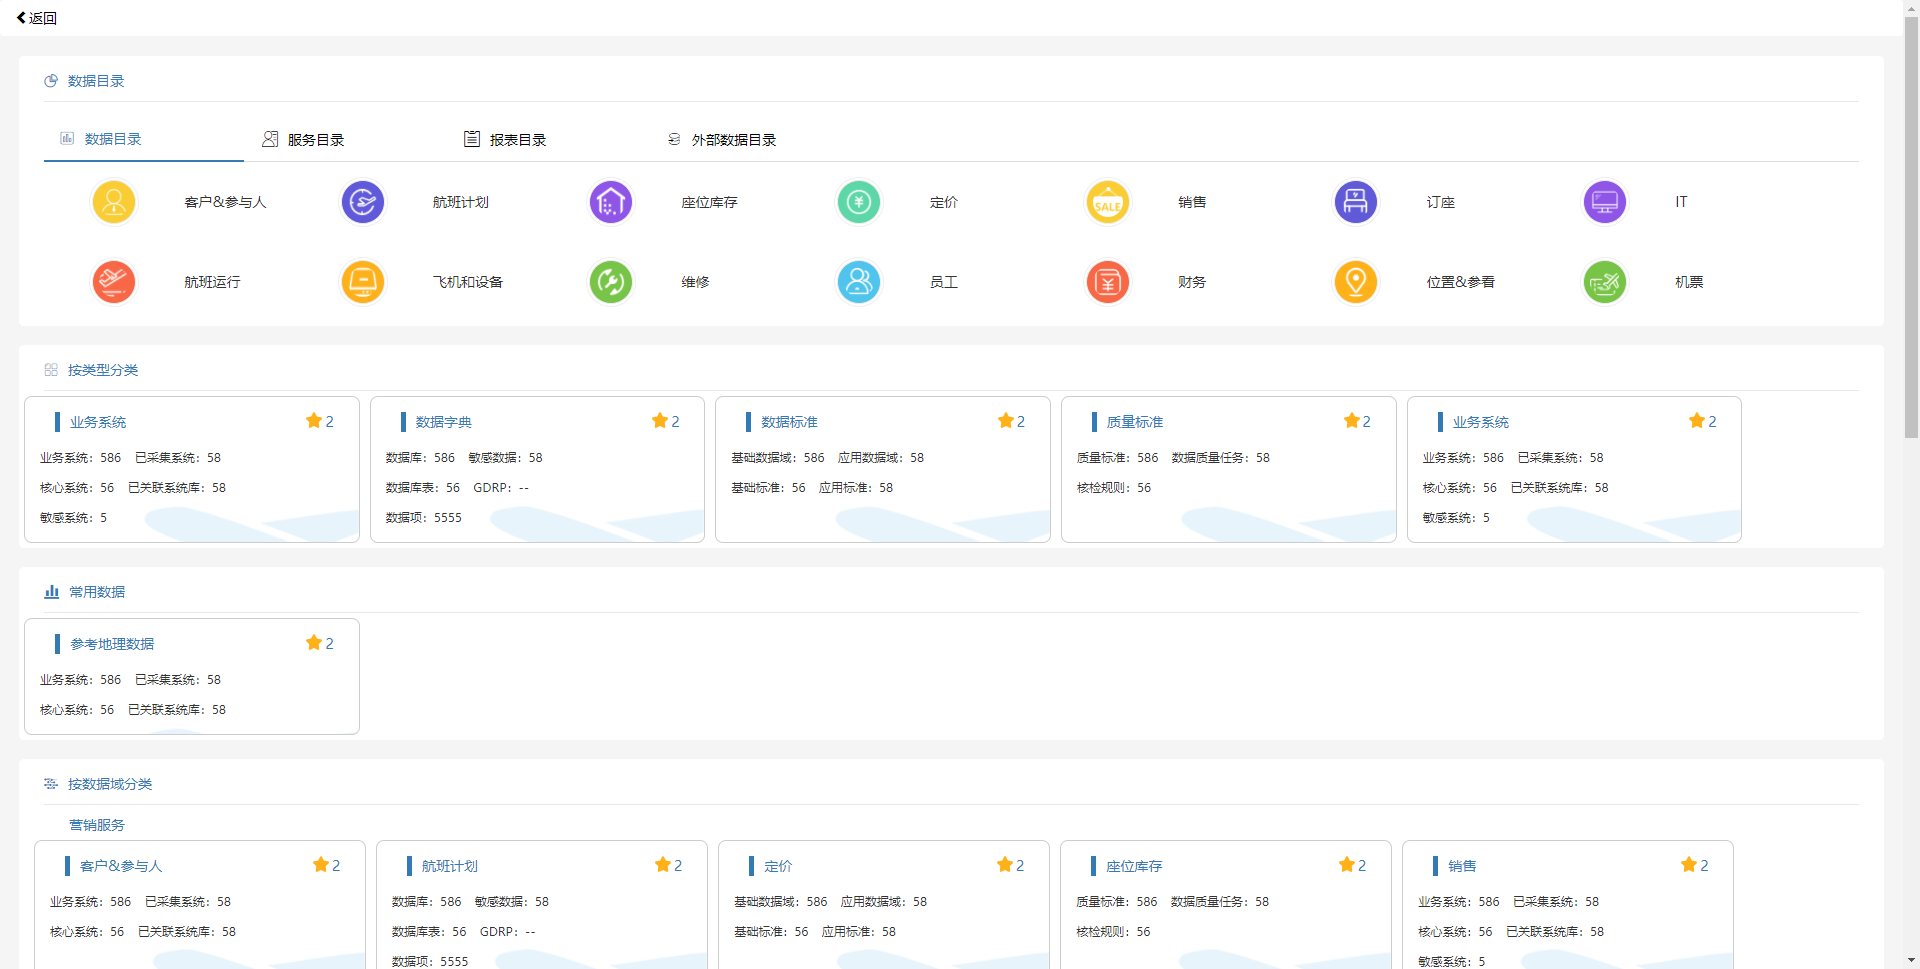 返回
数据目录
数据目录 服务目录 报表目录 外部数据目录
客户&参与人 航班计划 座位库存 定价 SALE 销售 订座 IT
航班运行 飞机和设备 维修 员工 财务 位置&参看 机票
按类型分类
业务系统 2 数据字典 2 数据标准 2 质量标准 2 业务系统 2
业务系统: 586 已采集系统: 58 数据库: 586 敏感数据: 58 基础数据域: 586 应用数据域: 58 质量标准: 586 数据质量任务: 58 业务系统: 586 已采集系统: 58
核心系统: 56 已关联系统库: 58 数据库表: 56 GDRP: -- 基础标准: 56 应用标准: 58 核检规则: 56 核心系统: 56 已关联系统库: 58
敏感系统: 5 数据项: 5555 敏感系统: 5
常用数据
参考地理数据 2
业务系统: 586 已采集系统: 58
核心系统: 56 已关联系统库: 58
按数据域分类
营销服务
客户&参与人 2 航班计划 2 定价 2 座位库存 2 销售 2
业务系统: 586 已采集系统: 58 数据库: 586 敏感数据: 58 基础数据域: 586 应用数据域: 58 质量标准: 586 数据质量任务: 58 业务系统: 586 已采集系统: 58
核心系统: 56 已关联系统库: 58 数据库表: 56 GDRP: -- 基础标准: 56 应用标准: 58 核检规则: 56 核心系统: 56 已关联系统库: 58
数据项: 5555 敏感系统: 5